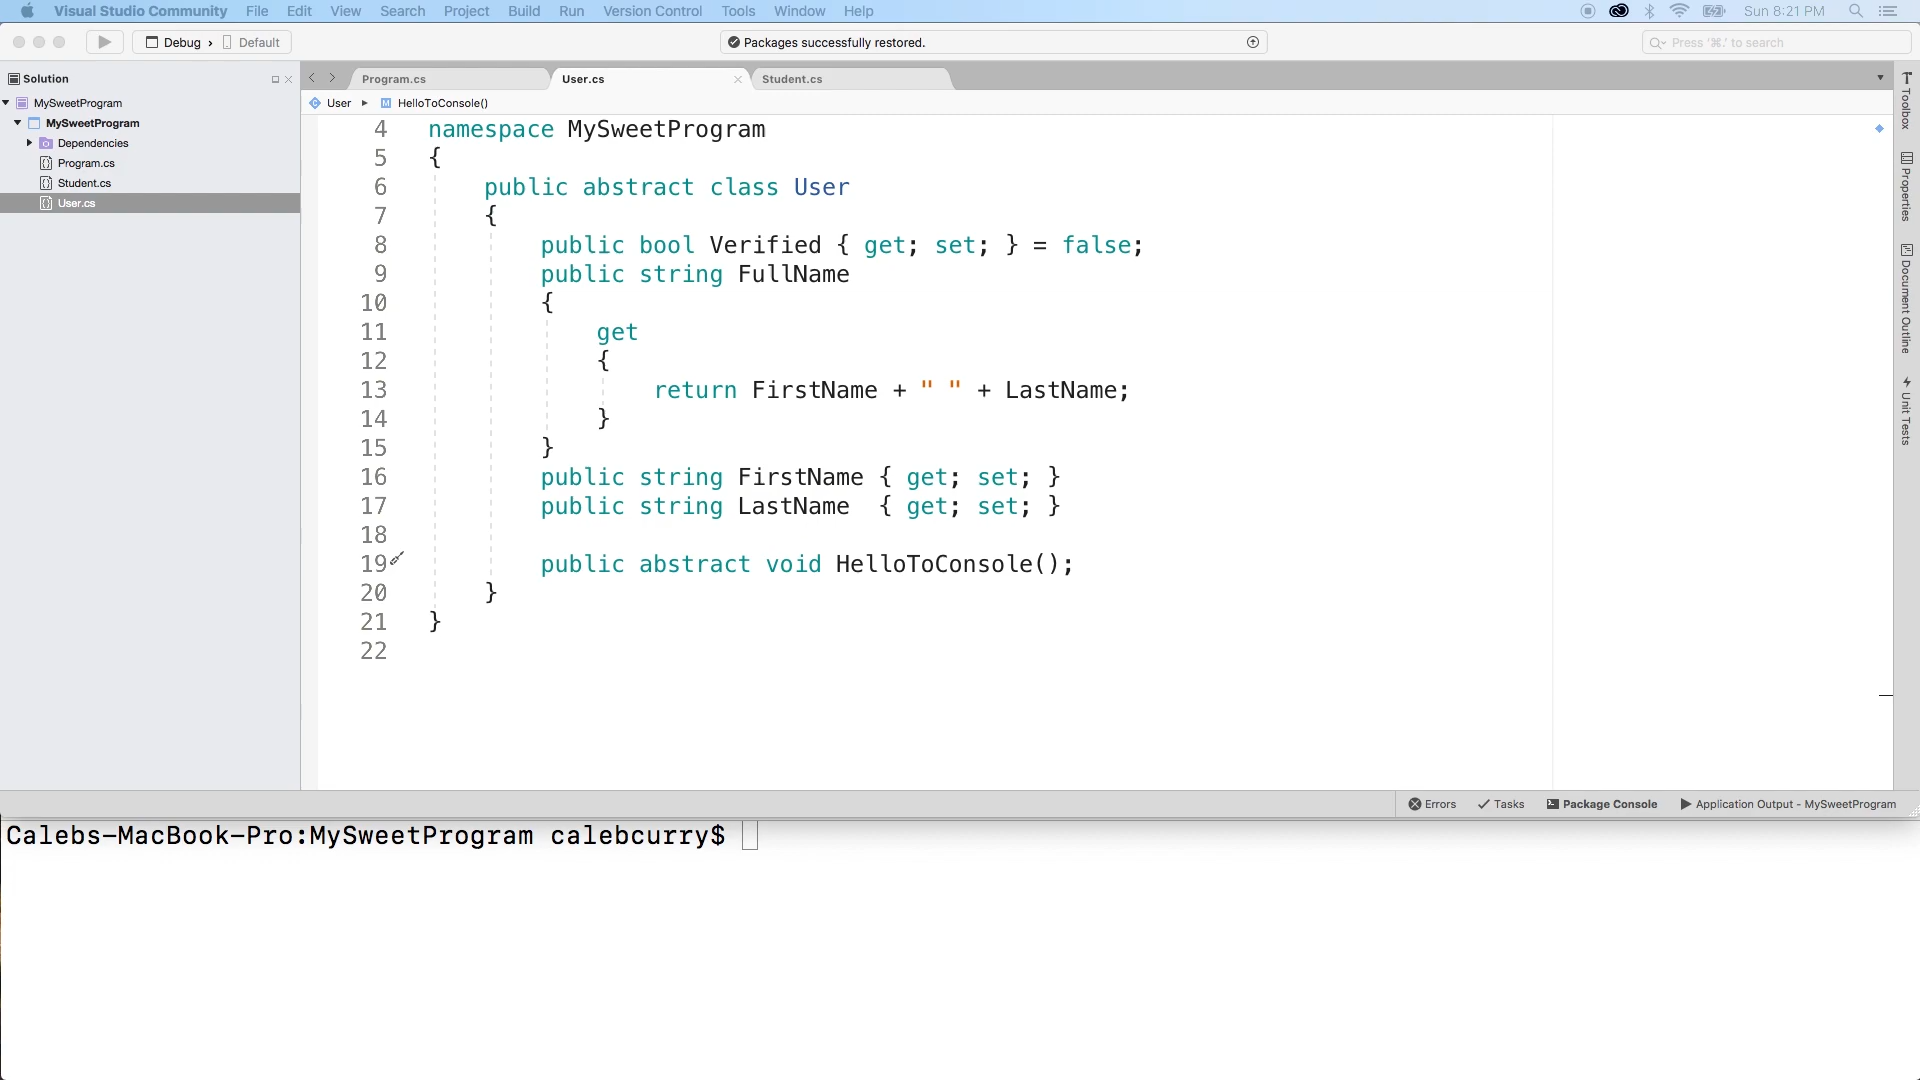 Visual Studio Community File Edit View Search Project Build Run Version Control Tools Window Help Sun 8:21 PM
Debug › Default
Packages successfully restored.
Press '⌘.' to search
Solution
MySweetProgram
MySweetProgram
Dependencies
Program.cs
Student.cs
User.cs
Program.cs User.cs Student.cs
User HelloToConsole()
4 namespace MySweetProgram
5 {
6 public abstract class User
7 {
8 public bool Verified { get; set; } = false;
9 public string FullName
10 {
11 get
12 {
13 return FirstName + " " + LastName;
14 }
15 }
16 public string FirstName { get; set; }
17 public string LastName { get; set; }
18
19 public abstract void HelloToConsole();
20 }
21 }
22
Toolbox
Properties
Document Outline
Unit Tests
Errors Tasks Package Console Application Output - MySweetProgram
Calebs-MacBook-Pro:MySweetProgram calebcurry$